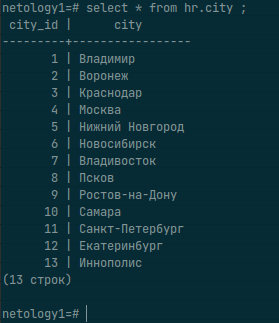 netology1=# select * from hr.city ;
city_id | city
---------+-----------------
1 | Владимир
2 | Воронеж
3 | Краснодар
4 | Москва
5 | Нижний Новгород
6 | Новосибирск
7 | Владивосток
8 | Псков
9 | Ростов-на-Дону
10 | Самара
11 | Санкт-Петербург
12 | Екатеринбург
13 | Иннополис
(13 строк)
netology1=#